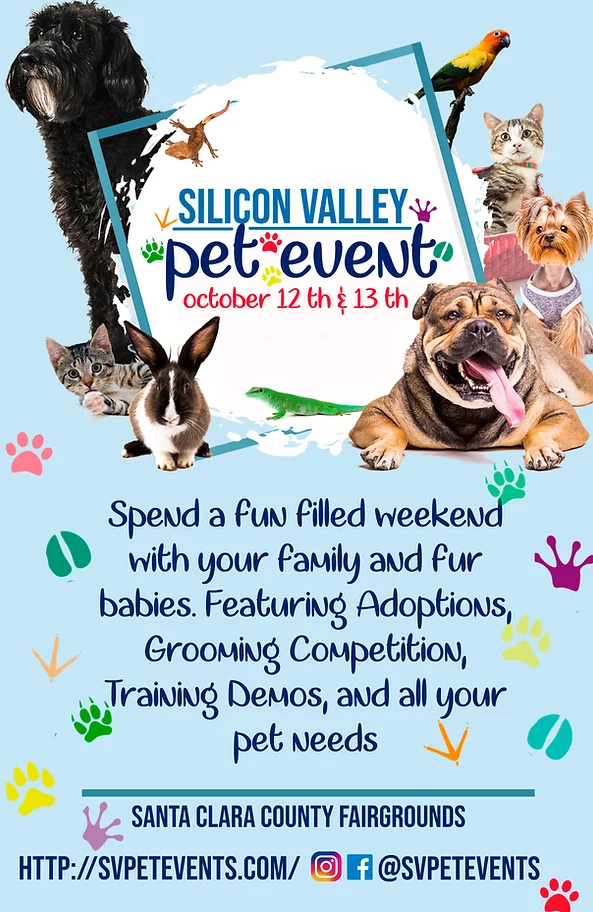 SILICON VALLEY
pet event
october 12 th & 13 th
Spend a fun filled weekend
with your family and fur
babies. Featuring Adoptions,
Grooming Competition,
Training Demos, and all your
pet needs
SANTA CLARA COUNTY FAIRGROUNDS
HTTP://SVPETEVENTS.COM/ @SVPETEVENTS